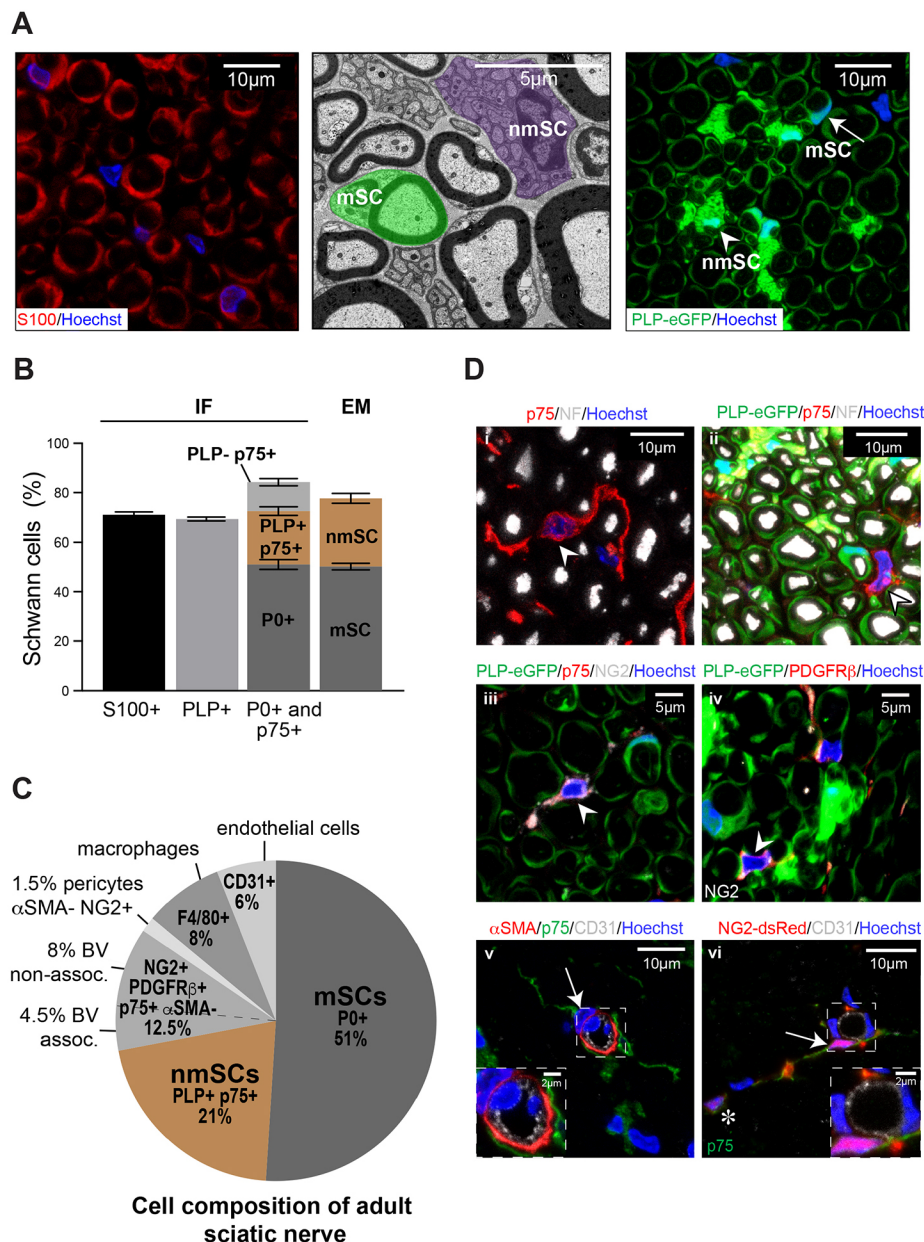 A
10µm
S100/Hoechst
5µm
nmSC
mSC
10µm
mSC
nmSC
PLP-eGFP/Hoechst
B
IF
EM
Schwann cells (%)
100
80
60
40
20
0
PLP- p75+
PLP+
p75+
P0+
nmSC
mSC
S100+
PLP+
P0+ and
p75+
C
endothelial cells
macrophages
1.5% pericytes
αSMA- NG2+
8% BV
non-assoc.
4.5% BV
assoc.
CD31+
6%
F4/80+
8%
NG2+
PDGFRβ+
p75+ αSMA-
12.5%
mSCs
P0+
51%
nmSCs
PLP+ p75+
21%
Cell composition of adult
sciatic nerve
D
p75/NF/Hoechst
i
10µm
PLP-eGFP/p75/NF/Hoechst
ii
10µm
PLP-eGFP/p75/NG2/Hoechst
iii
5µm
PLP-eGFP/PDGFRβ/Hoechst
iv
5µm
NG2
αSMA/p75/CD31/Hoechst
v
10µm
2µm
NG2-dsRed/CD31/Hoechst
vi
10µm
2µm
*
p75